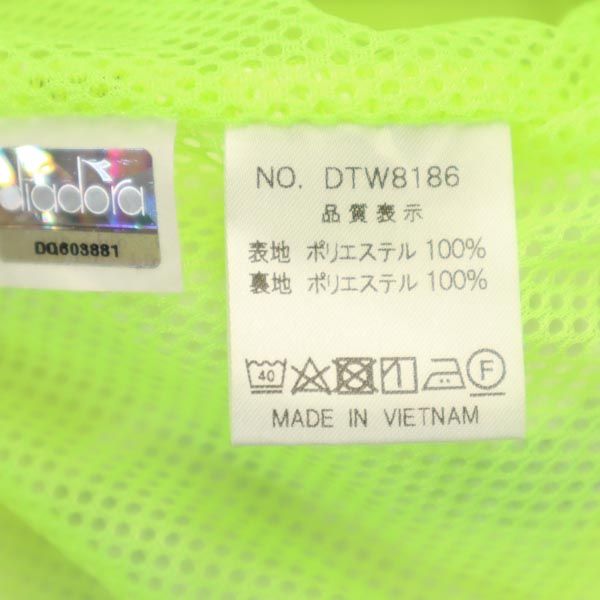 diadora
DQ603881
NO. DTW8186
品質表示
表地 ポリエステル 100%
裏地 ポリエステル 100%
40
F
MADE IN VIETNAM